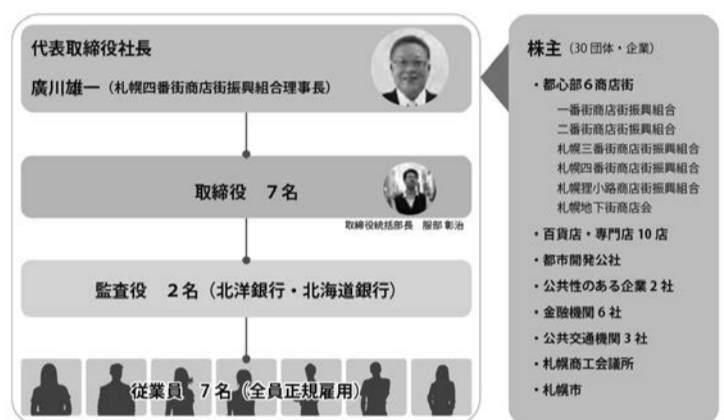 代表取締役社長
廣川雄一（札幌四番街商店街振興組合理事長）
取締役　７名
取締役統括部長　服部 彰治
監査役　２名（北洋銀行・北海道銀行）
従業員　７名（全員正規雇用）
株主（30 団体・企業）
・都心部６商店街
一番街商店街振興組合
二番街商店街振興組合
札幌三番街商店街振興組合
札幌四番街商店街振興組合
札幌狸小路商店街振興組合
札幌地下街商店会
・百貨店・専門店 10 店
・都市開発公社
・公共性のある企業 2 社
・金融機関 6 社
・公共交通機関 3 社
・札幌商工会議所
・札幌市